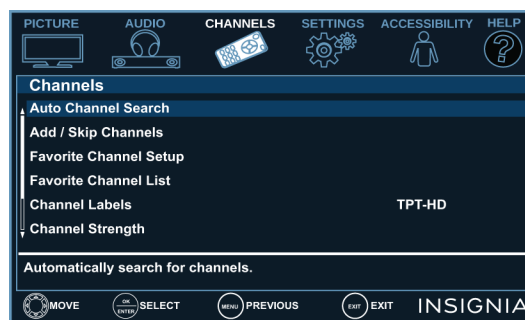 PICTURE AUDIO CHANNELS SETTINGS ACCESSIBILITY HELP
?
Channels
Auto Channel Search
Add / Skip Channels
Favorite Channel Setup
Favorite Channel List
Channel Labels TPT-HD
Channel Strength
Automatically search for channels.
MOVE OK ENTER SELECT MENU PREVIOUS EXIT EXIT INSIGNIA